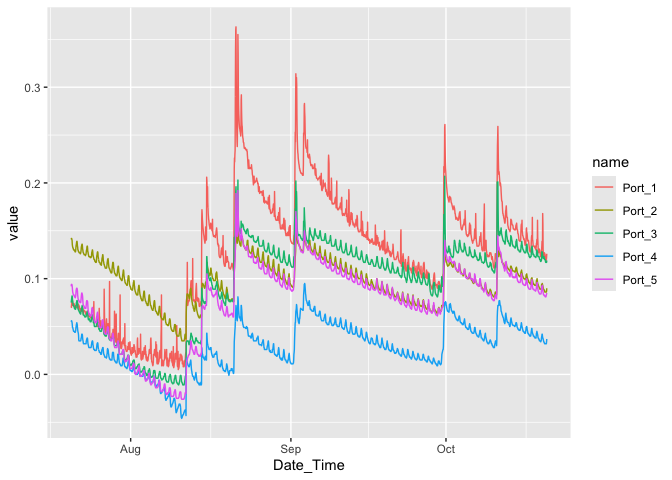 value
0.3
0.2
0.1
0.0
Aug
Sep
Oct
Date_Time
name
Port_1
Port_2
Port_3
Port_4
Port_5